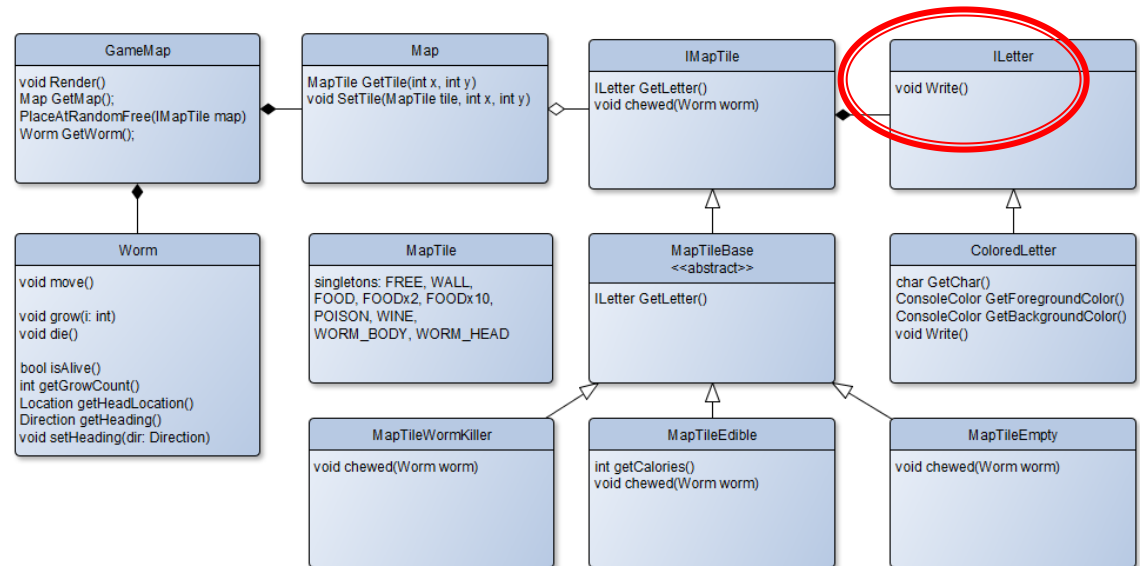 GameMap
void Render()
Map GetMap();
PlaceAtRandomFree(IMapTile map)
Worm GetWorm();
Map
MapTile GetTile(int x, int y)
void SetTile(MapTile tile, int x, int y)
IMapTile
ILetter GetLetter()
void chewed(Worm worm)
ILetter
void Write()
Worm
void move()
void grow(i: int)
void die()
bool isAlive()
int getGrowCount()
Location getHeadLocation()
Direction getHeading()
void setHeading(dir: Direction)
MapTile
singletons: FREE, WALL,
FOOD, FOODx2, FOODx10,
POISON, WINE,
WORM_BODY, WORM_HEAD
MapTileBase
<<abstract>>
ILetter GetLetter()
ColoredLetter
char GetChar()
ConsoleColor GetForegroundColor()
ConsoleColor GetBackgroundColor()
void Write()
MapTileWormKiller
void chewed(Worm worm)
MapTileEdible
int getCalories()
void chewed(Worm worm)
MapTileEmpty
void chewed(Worm worm)